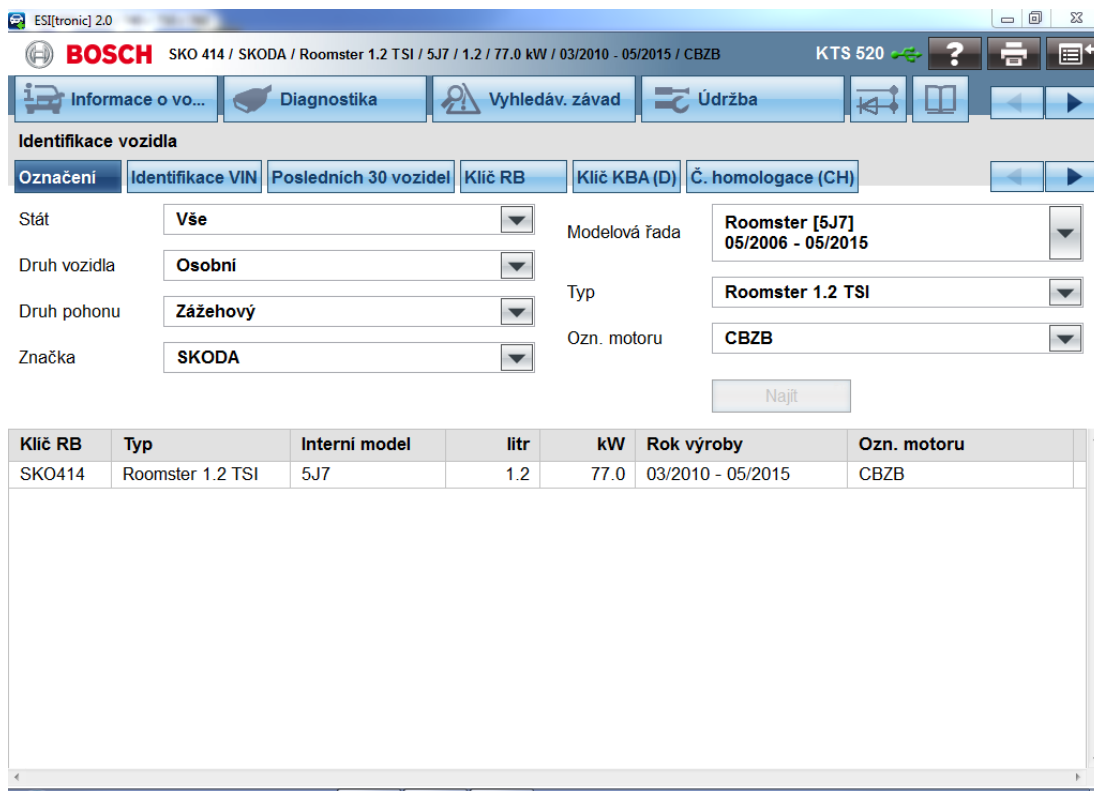 ESI[tronic] 2.0
BOSCH SKO 414 / SKODA / Roomster 1.2 TSI / 5J7 / 1.2 / 77.0 kW / 03/2010 - 05/2015 / CBZB KTS 520 ?
Informace o vo... Diagnostika Vyhledáv. závad Údržba
Identifikace vozidla
Označení Identifikace VIN Posledních 30 vozidel Klíč RB Klíč KBA (D) Č. homologace (CH)
Stát Vše
Druh vozidla Osobní
Druh pohonu Zážehový
Značka SKODA
Modelová řada Roomster [5J7]
05/2006 - 05/2015
Typ Roomster 1.2 TSI
Ozn. motoru CBZB
Najít
Klíč RB Typ Interní model litr kW Rok výroby Ozn. motoru
SKO414 Roomster 1.2 TSI 5J7 1.2 77.0 03/2010 - 05/2015 CBZB